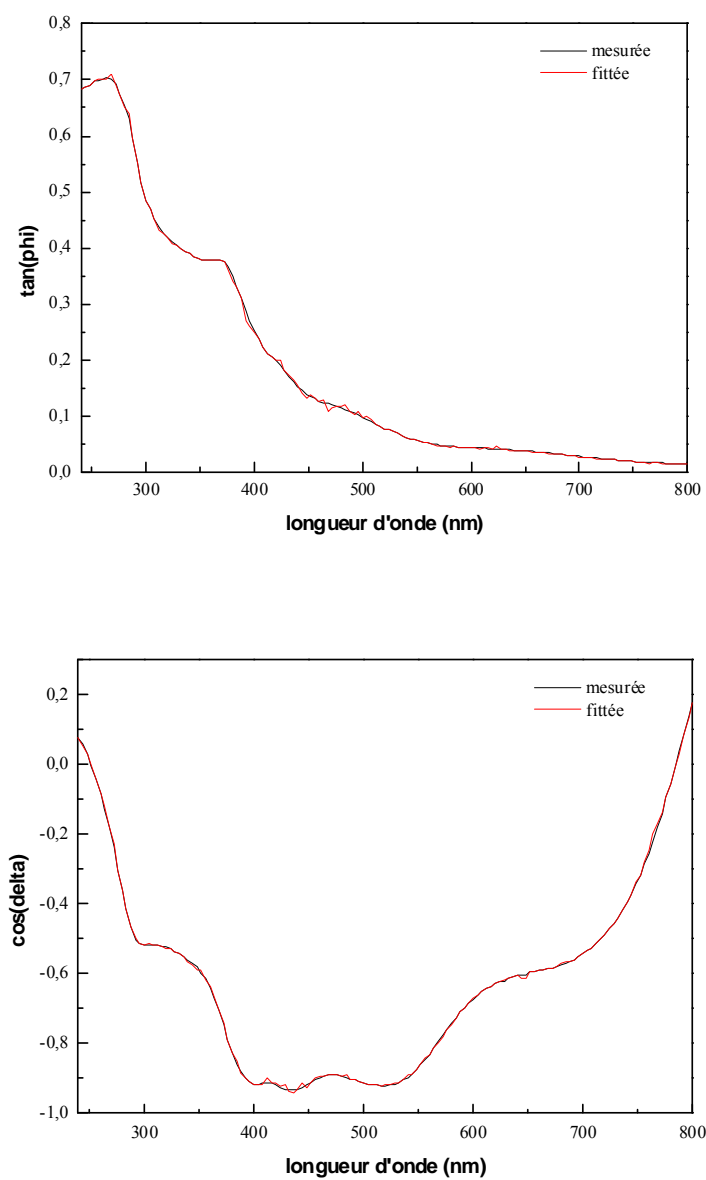 0,8
0,7
0,6
0,5
0,4
0,3
0,2
0,1
0,0
tan(phi)
mesurée
fittée
300 400 500 600 700 800
longueur d'onde (nm)
0,2
0,0
-0,2
-0,4
-0,6
-0,8
-1,0
cos(delta)
mesurée
fittée
300 400 500 600 700 800
longueur d'onde (nm)